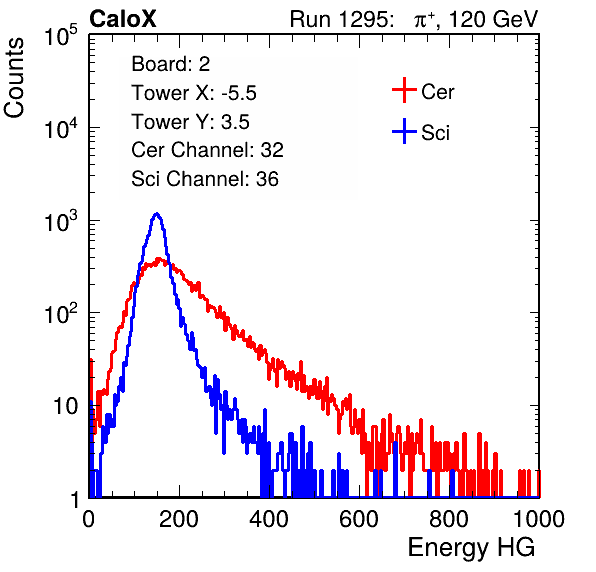 CaloX Run 1295: π⁺, 120 GeV
Counts
10⁵
10⁴
10³
10²
10
1
Board: 2
Tower X: -5.5
Tower Y: 3.5
Cer Channel: 32
Sci Channel: 36
Cer
Sci
0 200 400 600 800 1000
Energy HG